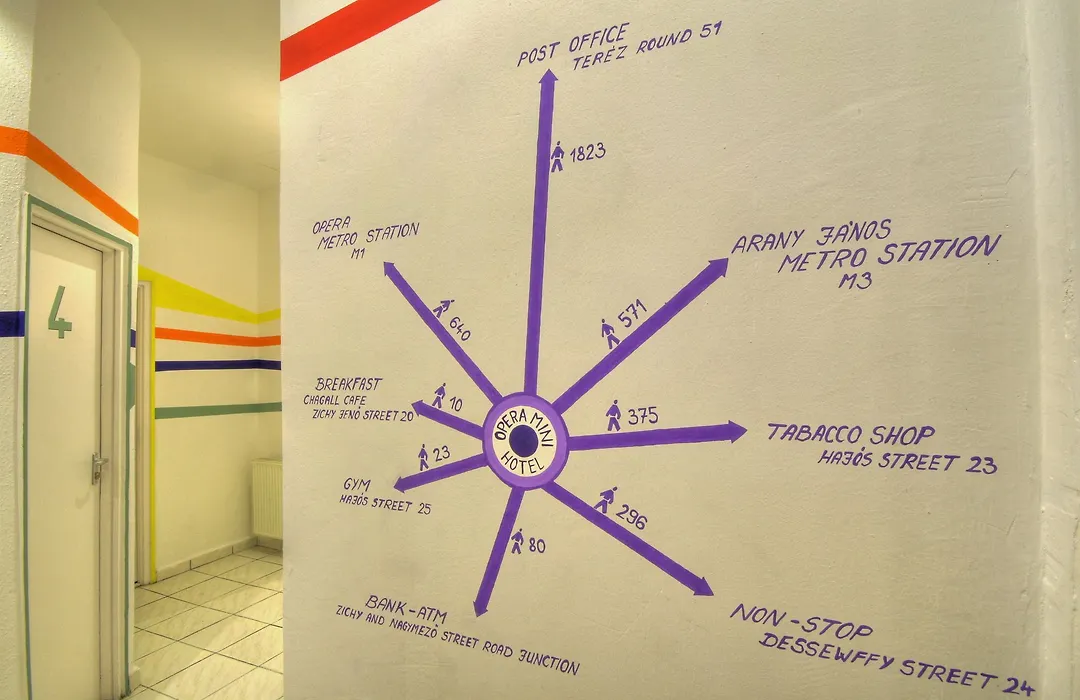 POST OFFICE
TERÉZ ROUND 51
1823
OPERA
METRO STATION
M1
640
ARANY JÁNOS
METRO STATION
M3
571
BREAKFAST
CHAGALL CAFE
ZICHY JENŐ STREET 20
10
OPERA MINI
HOTEL
375
TABACCO SHOP
HAJÓS STREET 23
23
GYM
HAJÓS STREET 25
296
NON-STOP
DESSEWFFY STREET 24
80
BANK-ATM
ZICHY AND NAGYMEZŐ STREET ROAD JUNCTION
4